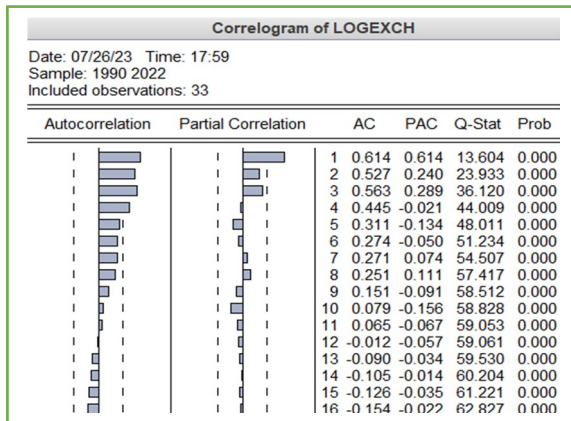 Correlogram of LOGEXCH
Date: 07/26/23 Time: 17:59
Sample: 1990 2022
Included observations: 33
Autocorrelation Partial Correlation AC PAC Q-Stat Prob
1 0.614 0.614 13.604 0.000
2 0.527 0.240 23.933 0.000
3 0.563 0.289 36.120 0.000
4 0.445 -0.021 44.009 0.000
5 0.311 -0.134 48.011 0.000
6 0.274 -0.050 51.234 0.000
7 0.271 0.074 54.507 0.000
8 0.251 0.111 57.417 0.000
9 0.151 -0.091 58.512 0.000
10 0.079 -0.156 58.828 0.000
11 0.065 -0.067 59.053 0.000
12 -0.012 -0.057 59.061 0.000
13 -0.090 -0.034 59.530 0.000
14 -0.105 -0.014 60.204 0.000
15 -0.126 -0.035 61.221 0.000
16 -0.154 -0.022 62.827 0.000